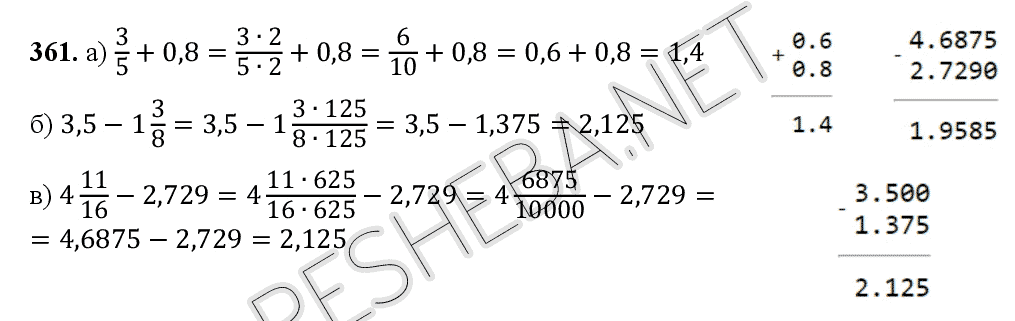 361. а) 3/5 + 0,8 = 3 · 2/5 · 2 + 0,8 = 6/10 + 0,8 = 0,6 + 0,8 = 1,4
б) 3,5 − 1 3/8 = 3,5 − 1 3 · 125/8 · 125 = 3,5 − 1,375 = 2,125
в) 4 11/16 − 2,729 = 4 11 · 625/16 · 625 − 2,729 = 4 6875/10000 − 2,729 =
= 4,6875 − 2,729 = 2,125
+ 0.6
0.8
1.4
- 4.6875
2.7290
1.9585
- 3.500
1.375
2.125
RESHEBA.NET